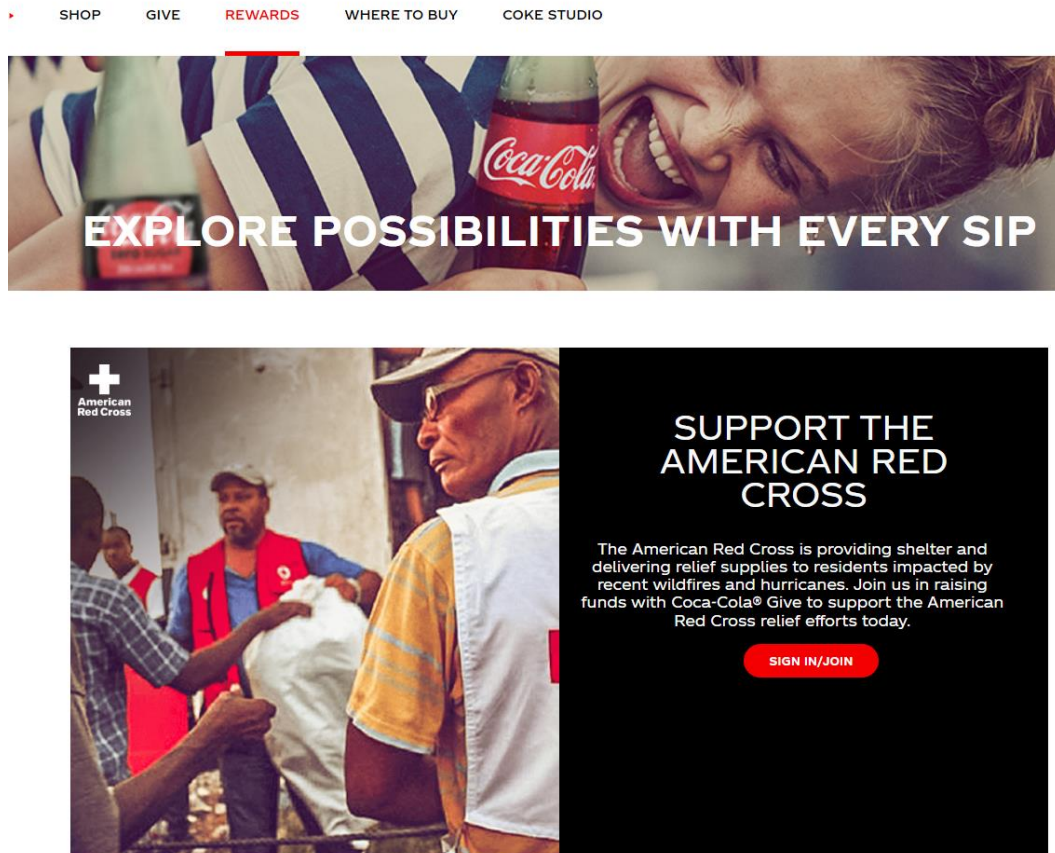 SHOP GIVE REWARDS WHERE TO BUY COKE STUDIO
Coca-Cola
zero sugar
EXPLORE POSSIBILITIES WITH EVERY SIP
American
Red Cross
SUPPORT THE
AMERICAN RED
CROSS
The American Red Cross is providing shelter and
delivering relief supplies to residents impacted by
recent wildfires and hurricanes. Join us in raising
funds with Coca-Cola® Give to support the American
Red Cross relief efforts today.
SIGN IN/JOIN